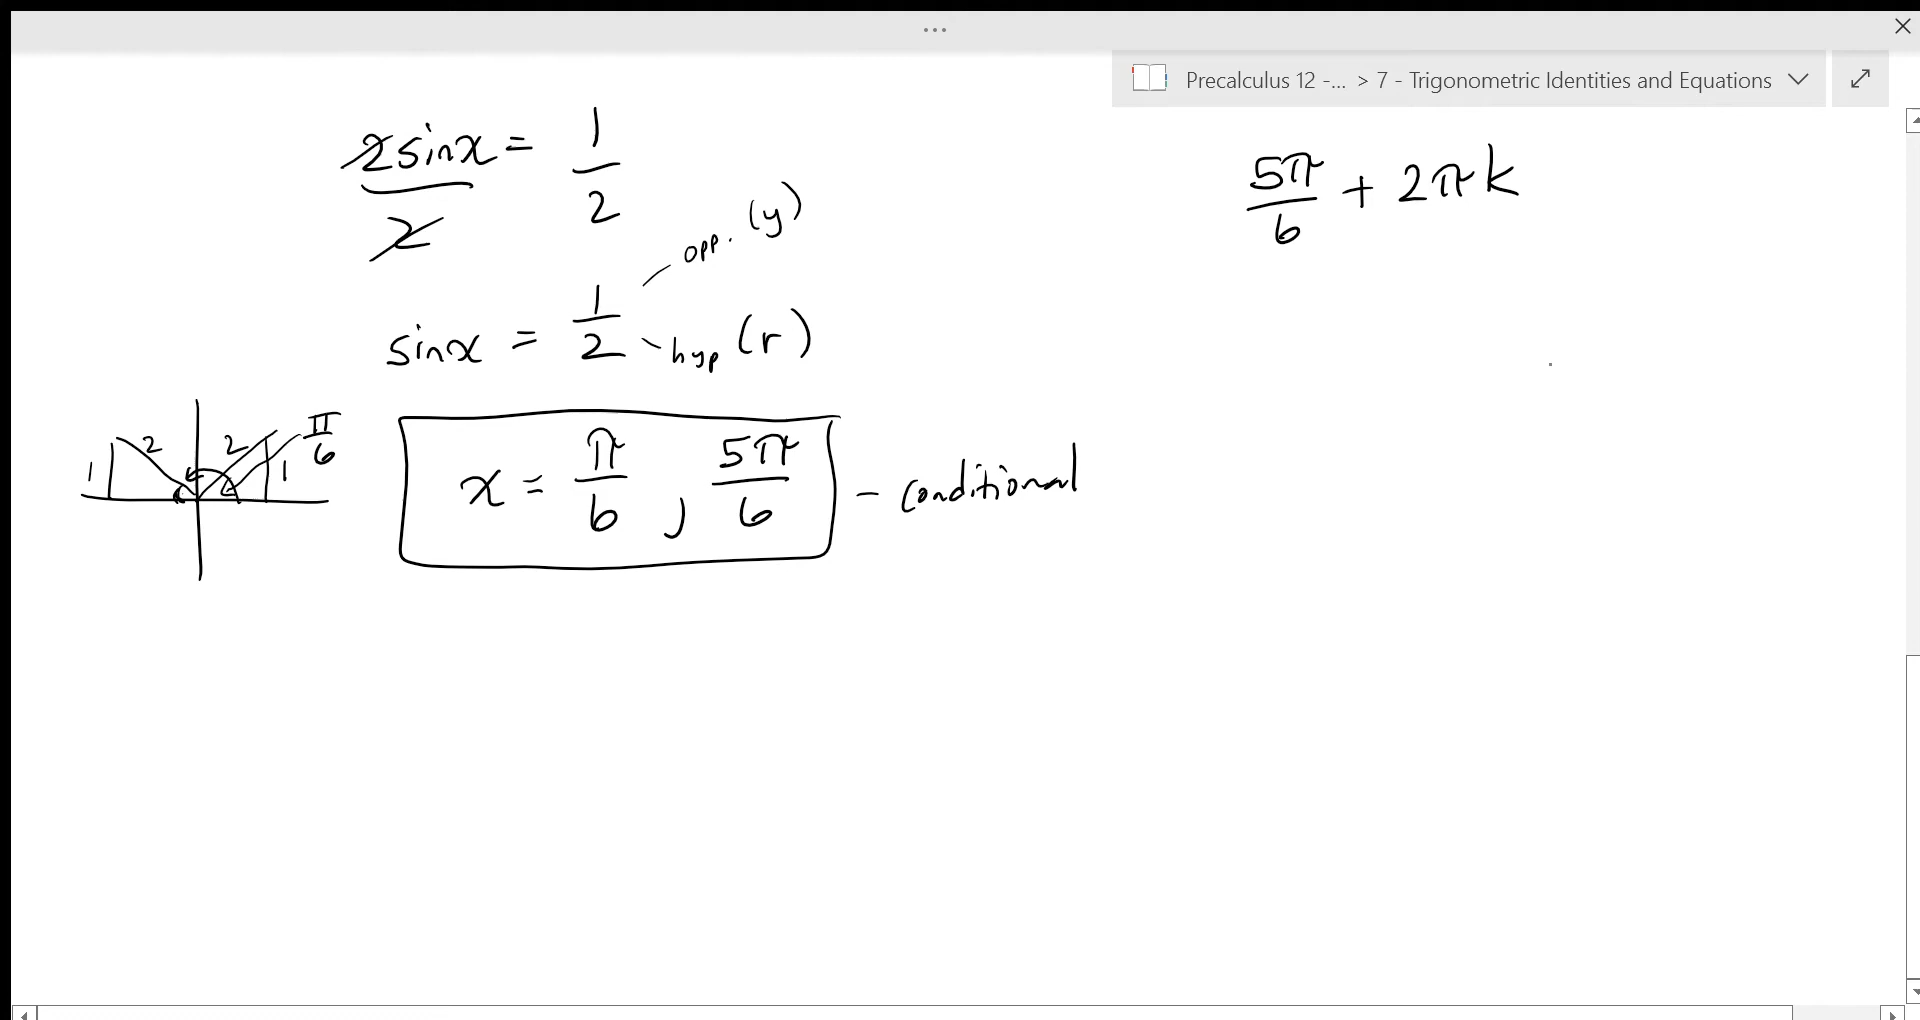 ...
Precalculus 12 -... > 7 - Trigonometric Identities and Equations
2sinx/2 = 1/2
5π/6 + 2πk
opp. (y)
sinx = 1/2
hyp (r)
1 2 2 1 π/6
x = π/6 , 5π/6 - conditional